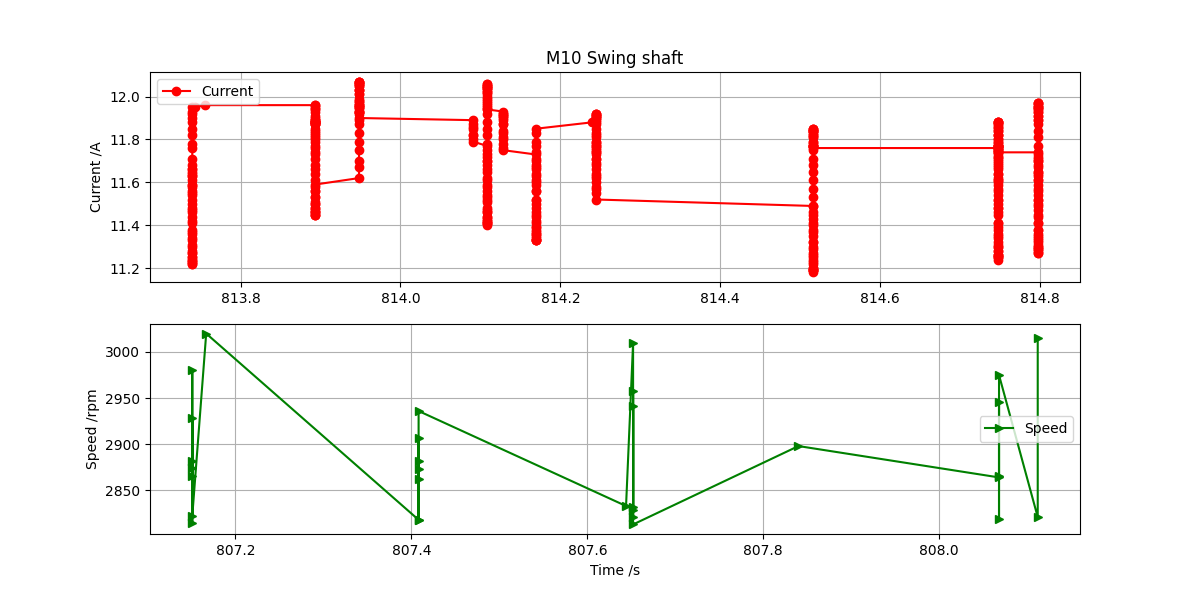 M10 Swing shaft
Current /A
12.0
11.8
11.6
11.4
11.2
Current
813.8 814.0 814.2 814.4 814.6 814.8
Speed /rpm
3000
2950
2900
2850
Speed
807.2 807.4 807.6 807.8 808.0
Time /s